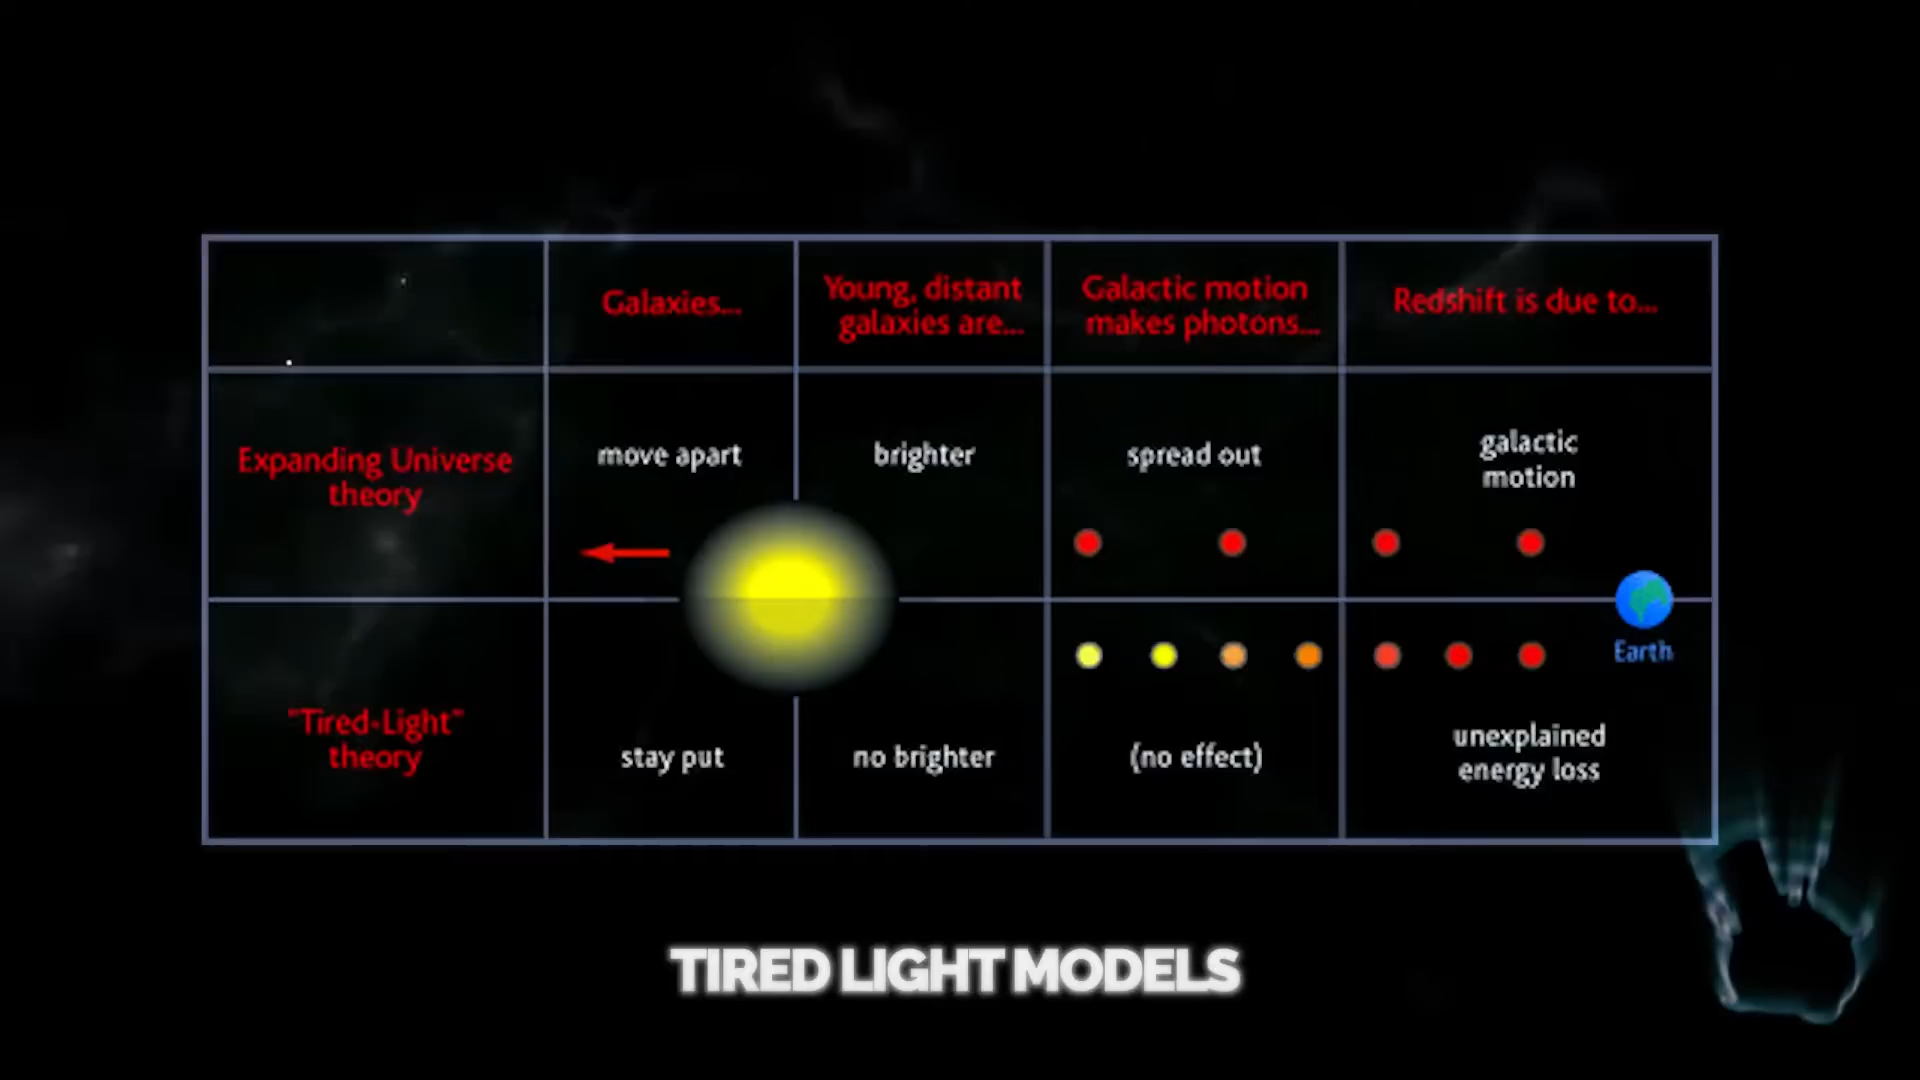 Galaxies...
Young, distant
galaxies are...
Galactic motion
makes photons...
Redshift is due to...
Expanding Universe
theory
move apart
brighter
spread out
galactic
motion
Earth
"Tired-Light"
theory
stay put
no brighter
(no effect)
unexplained
energy loss
TIRED LIGHT MODELS